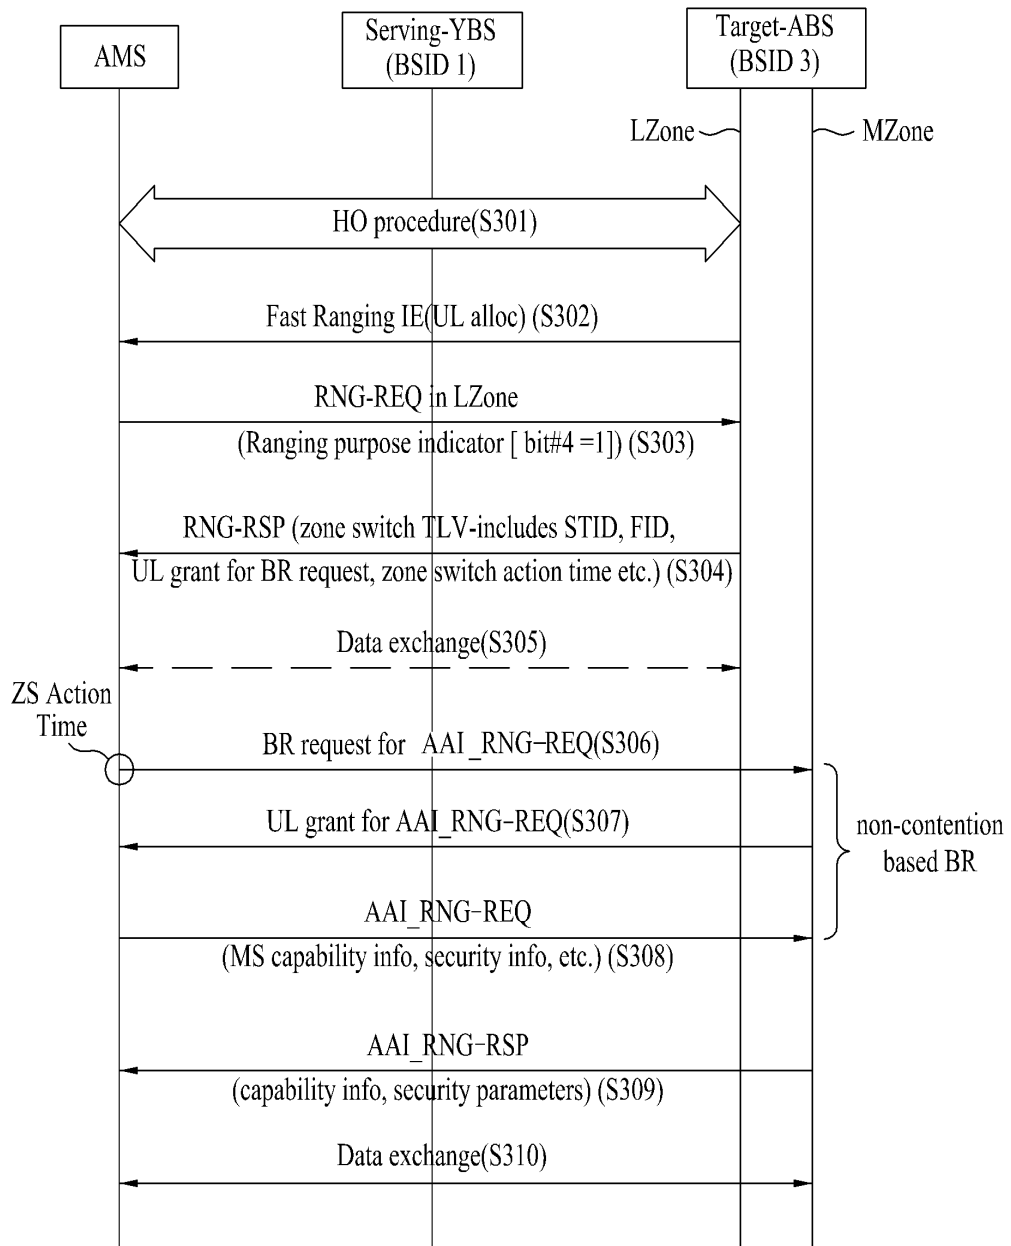 AMS
Serving-YBS
(BSID 1)
Target-ABS
(BSID 3)
LZone
MZone
HO procedure(S301)
Fast Ranging IE(UL alloc) (S302)
RNG-REQ in LZone
(Ranging purpose indicator [ bit#4 =1]) (S303)
RNG-RSP (zone switch TLV-includes STID, FID,
UL grant for BR request, zone switch action time etc.) (S304)
Data exchange(S305)
ZS Action
Time
BR request for AAI_RNG-REQ(S306)
UL grant for AAI_RNG-REQ(S307)
non-contention
based BR
AAI_RNG-REQ
(MS capability info, security info, etc.) (S308)
AAI_RNG-RSP
(capability info, security parameters) (S309)
Data exchange(S310)